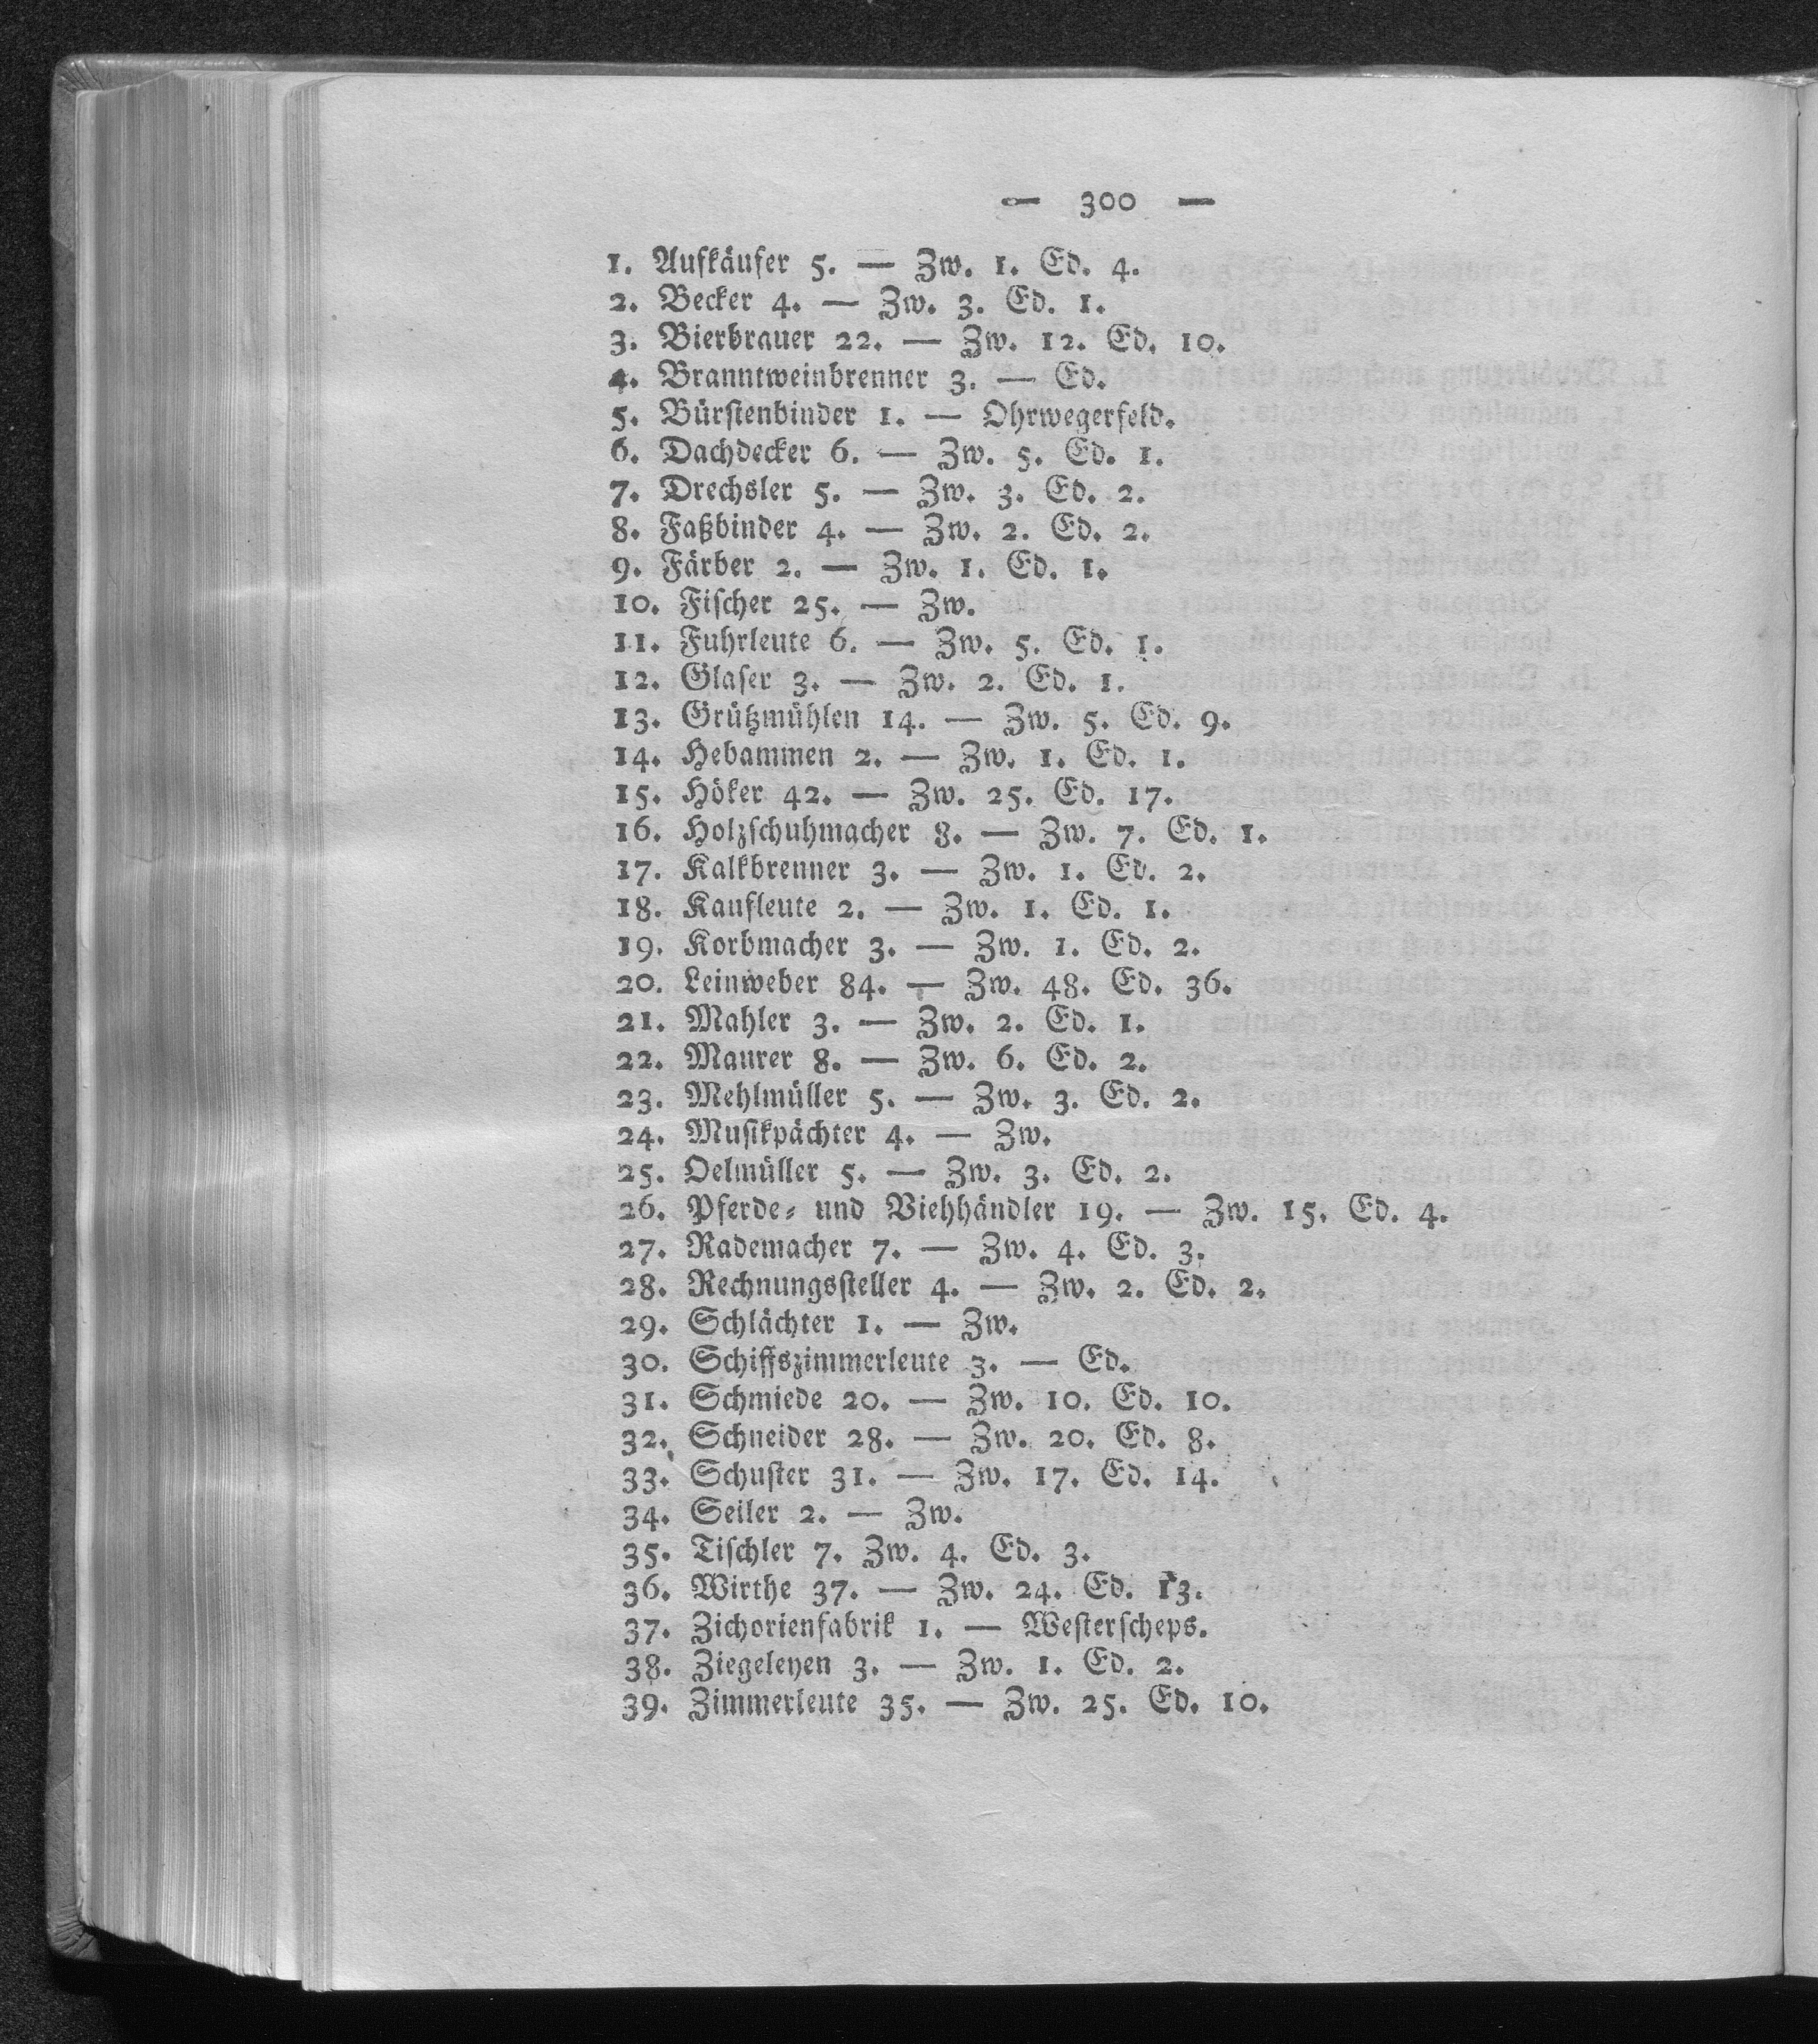 — 300 —
1. Aufkäufer 5. — Zw. 1. Ed. 4.
2. Becker 4. — Zw. 3. Ed. 1.
3. Bierbrauer 22. — Zw. 12. Ed. 10.
4. Branntweinbrenner 3. — Ed.
5. Bürstenbinder 1. — Ohrwegerfeld.
6. Dachdecker 6. — Zw. 5. Ed. 1.
7. Drechsler 5. — Zw. 3. Ed. 2.
8. Faßbinder 4. — Zw. 2. Ed. 2.
9. Färber 2. — Zw. 1. Ed. 1.
10. Fischer 25. — Zw.
11. Fuhrleute 6. — Zw. 5. Ed. 1.
12. Glaser 3. — Zw. 2. Ed. 1.
13. Grützmühlen 14. — Zw. 5. Ed. 9.
14. Hebammen 2. — Zw. 1. Ed. 1.
15. Höker 42. — Zw. 25. Ed. 17.
16. Holzschuhmacher 8. — Zw. 7. Ed. 1.
17. Kalkbrenner 3. — Zw. 1. Ed. 2.
18. Kaufleute 2. — Zw. 1. Ed. 1.
19. Korbmacher 3. — Zw. 1. Ed. 2.
20. Leinweber 84. — Zw. 48. Ed. 36.
21. Mahler 3. — Zw. 2. Ed. 1.
22. Maurer 8. — Zw. 6. Ed. 2.
23. Mehlmüller 5. — Zw. 3. Ed. 2.
24. Musikpächter 4. — Zw.
25. Oelmüller 5. — Zw. 3. Ed. 2.
26. Pferde- und Viehhändler 19. — Zw. 15. Ed. 4.
27. Rademacher 7. — Zw. 4. Ed. 3.
28. Rechnungssteller 4. — Zw. 2. Ed. 2.
29. Schlächter 1. — Zw.
30. Schiffszimmerleute 3. — Ed.
31. Schmiede 20. — Zw. 10. Ed. 10.
32. Schneider 28. — Zw. 20. Ed. 8.
33. Schuster 31. — Zw. 17. Ed. 14.
34. Seiler 2. — Zw.
35. Tischler 7. Zw. 4. Ed. 3.
36. Wirthe 37. — Zw. 24. Ed. 13.
37. Zichorienfabrik 1. — Westerscheps.
38. Ziegeleyen 3. — Zw. 1. Ed. 2.
39. Zimmerleute 35. — Zw. 25. Ed. 10.